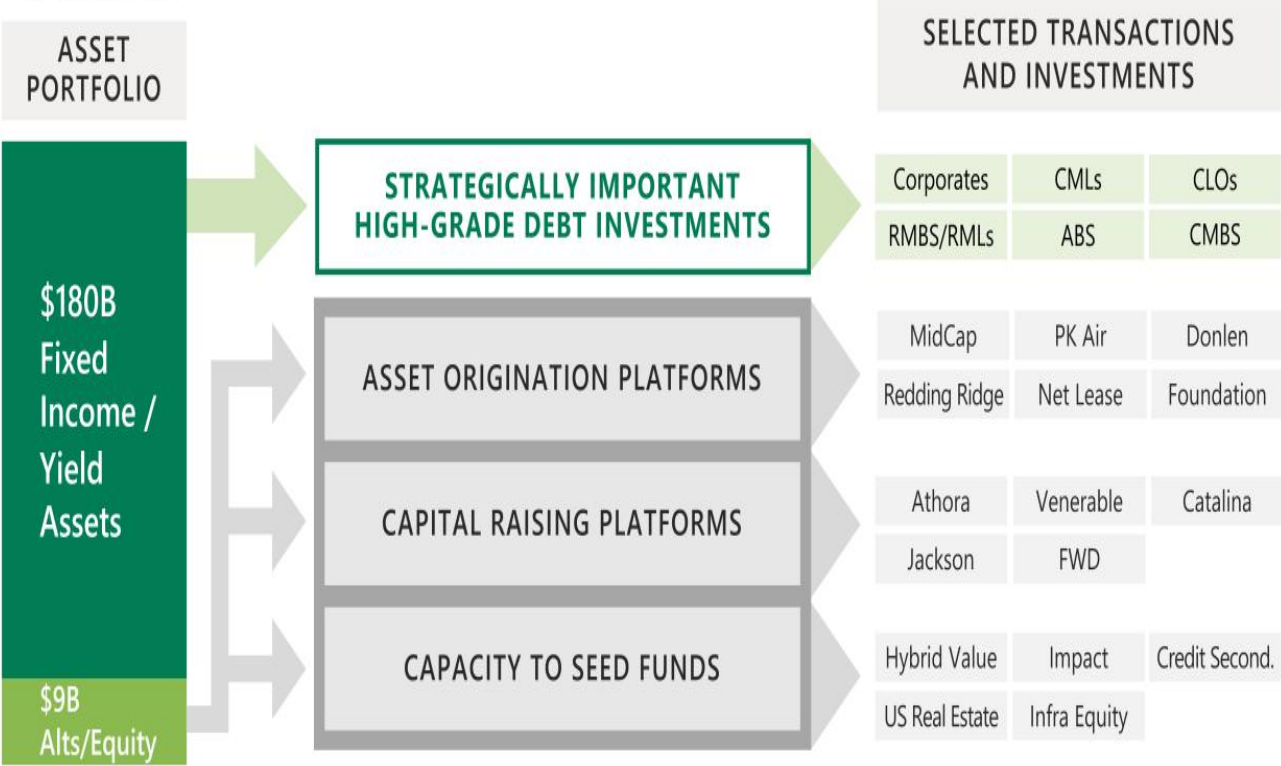 ASSET
PORTFOLIO
SELECTED TRANSACTIONS
AND INVESTMENTS
$180B
Fixed
Income /
Yield
Assets
$9B
Alts/Equity
STRATEGICALLY IMPORTANT
HIGH-GRADE DEBT INVESTMENTS
Corporates CMLs CLOs
RMBS/RMLs ABS CMBS
ASSET ORIGINATION PLATFORMS
MidCap PK Air Donlen
Redding Ridge Net Lease Foundation
CAPITAL RAISING PLATFORMS
Athora Venerable Catalina
Jackson FWD
CAPACITY TO SEED FUNDS
Hybrid Value Impact Credit Second.
US Real Estate Infra Equity